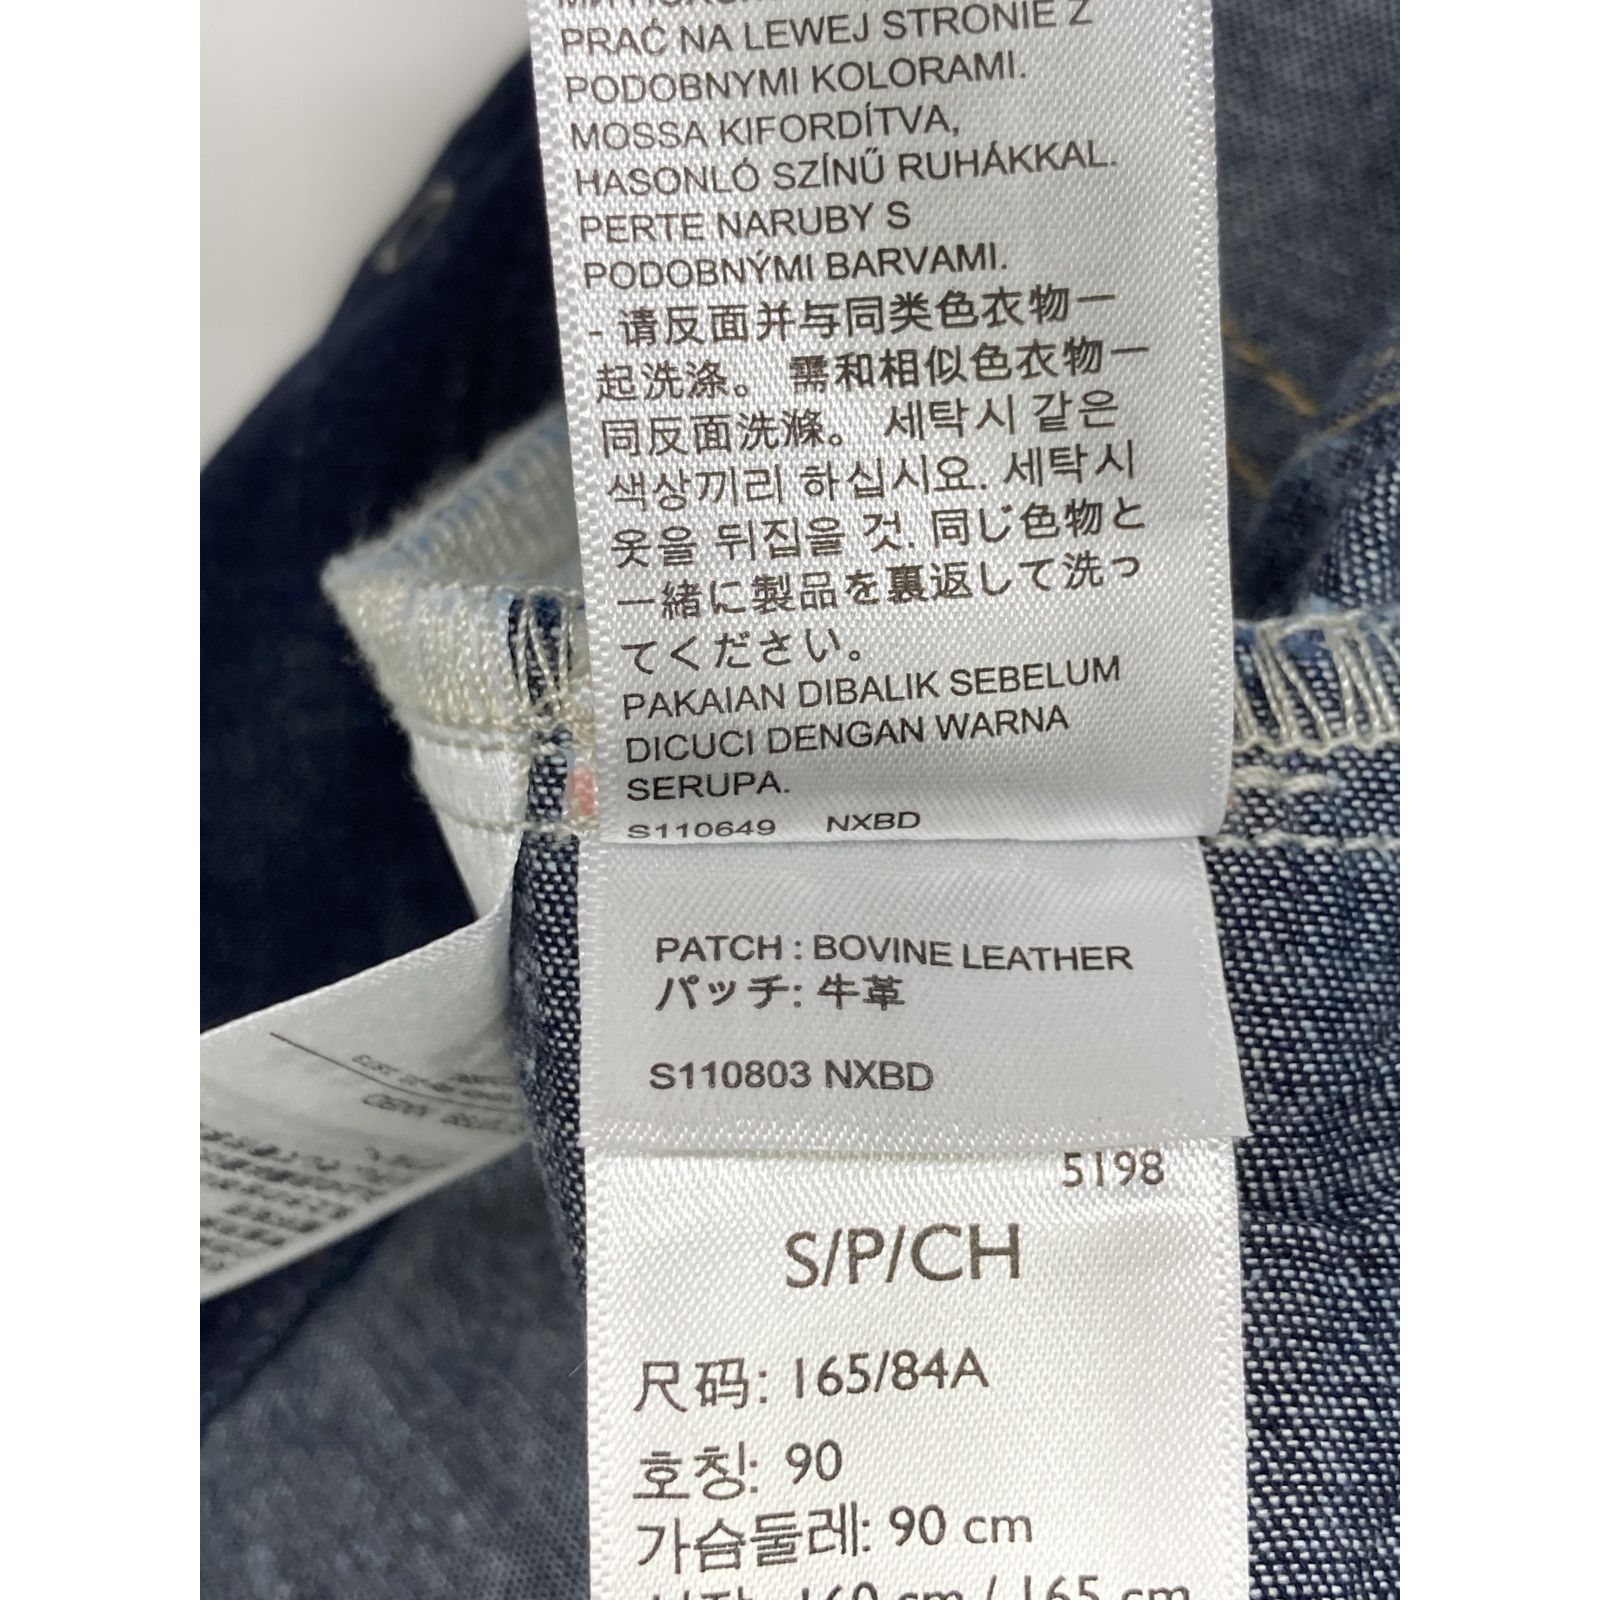 PRAĆ NA LEWEJ STRONIE Z
PODOBNYMI KOLORAMI.
MOSSA KIFORDÍTVA,
HASONLÓ SZÍNŰ RUHÁKKAL.
PERTE NARUBY S
PODOBNÝMI BARVAMI.
- 请反面并与同类色衣物一
起洗涤。 需和相似色衣物一
同反面洗滌。 세탁시 같은
색상끼리 하십시요. 세탁시
옷을 뒤집을 것. 同じ色物と
一緒に製品を裏返して洗っ
てください。
PAKAIAN DIBALIK SEBELUM
DICUCI DENGAN WARNA
SERUPA.
S110649 NXBD
PATCH : BOVINE LEATHER
パッチ: 牛革
S110803 NXBD
5198
S/P/CH
尺码: 165/84A
호칭: 90
가슴둘레: 90 cm
160 cm / 165 cm